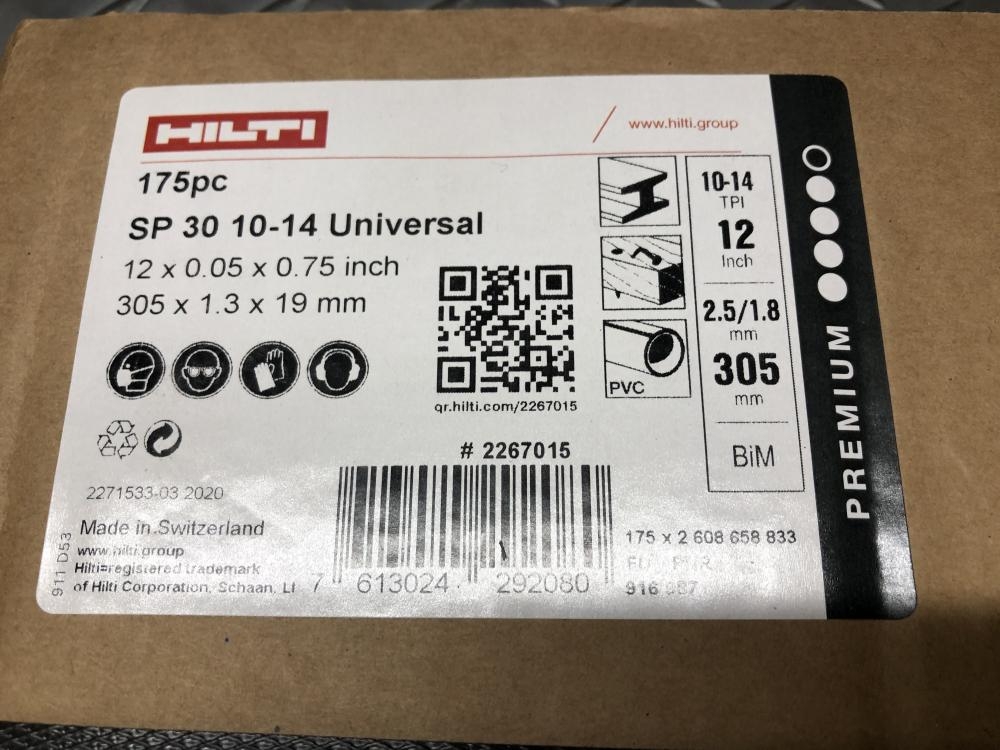 HILTI
www.hilti.group
175pc
SP 30 10-14 Universal
12 x 0.05 x 0.75 inch
305 x 1.3 x 19 mm
qr.hilti.com/2267015
PVC
10-14
TPI
12
Inch
2.5/1.8
mm
305
mm
BiM
PREMIUM
# 2267015
2271533-03 2020
Made in Switzerland
www.hilti.group
Hilti=registered trademark
of Hilti Corporation, Schaan, LI
911 D53
7 613024 292080
175 x 2 608 658 833
916